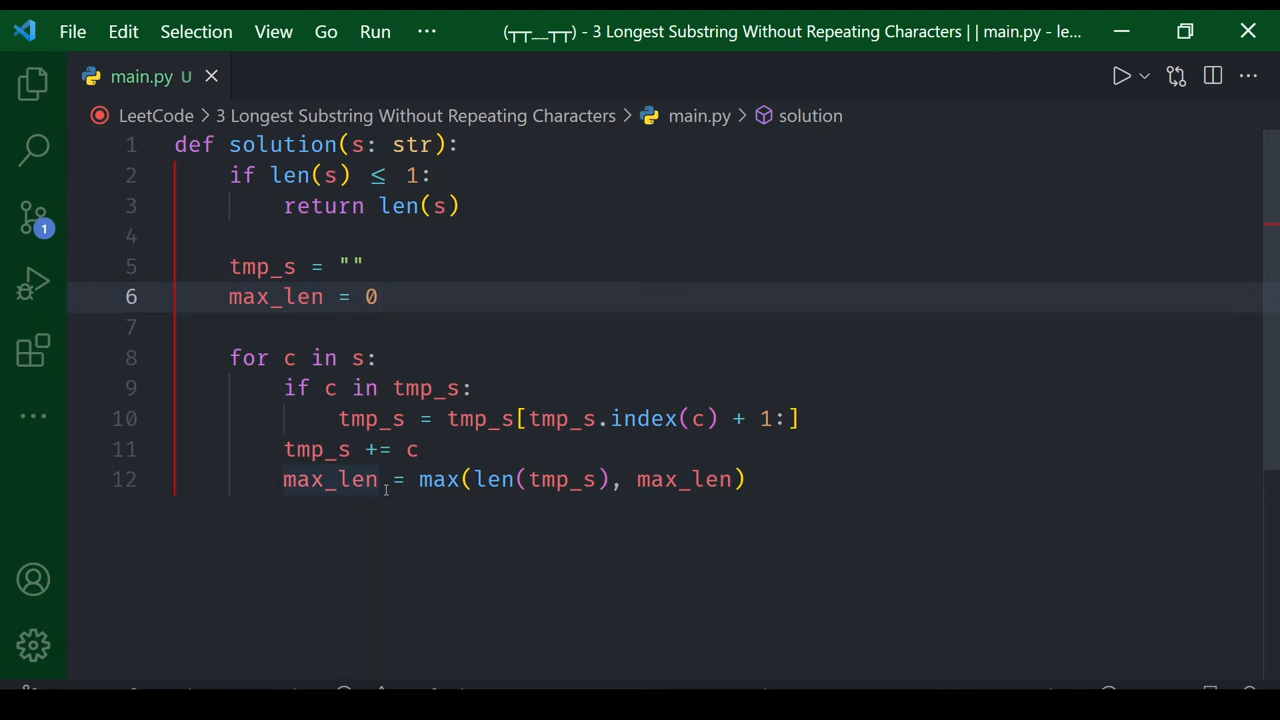 File Edit Selection View Go Run ··· (┬┬﹏┬┬) - 3 Longest Substring Without Repeating Characters | | main.py - le...
main.py U
LeetCode > 3 Longest Substring Without Repeating Characters > main.py > solution
1 def solution(s: str):
2 if len(s) ≤ 1:
3 return len(s)
4
5 tmp_s = ""
6 max_len = 0
7
8 for c in s:
9 if c in tmp_s:
10 tmp_s = tmp_s[tmp_s.index(c) + 1:]
11 tmp_s += c
12 max_len = max(len(tmp_s), max_len)
1